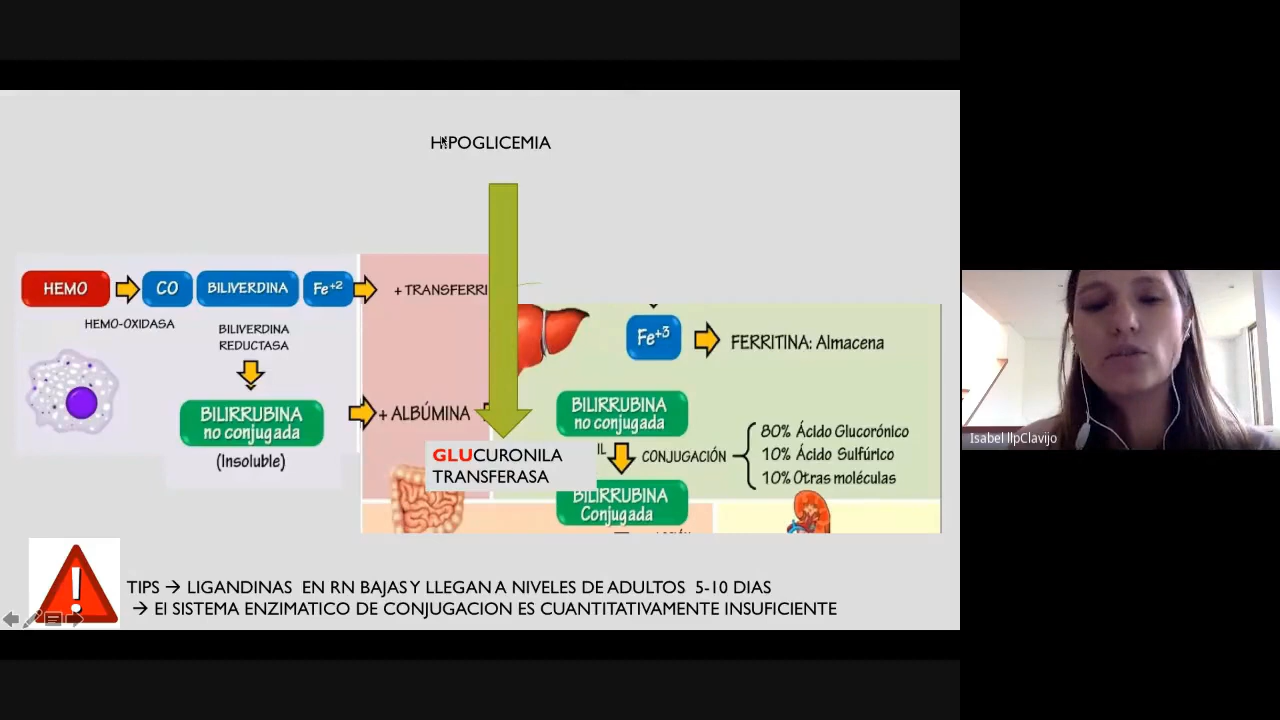 HIPOGLICEMIA
HEMO
CO
BILIVERDINA
Fe+2
+ TRANSFERRI
HEMO-OXIDASA
BILIVERDINA
REDUCTASA
BILIRRUBINA
no conjugada
(Insoluble)
+ ALBÚMINA
GLUCURONILA
TRANSFERASA
Fe+3
FERRITINA: Almacena
BILIRRUBINA
no conjugada
IL
CONJUGACIÓN
80% Ácido Glucorónico
10% Ácido Sulfúrico
10% Otras moléculas
BILIRRUBINA
Conjugada
TIPS → LIGANDINAS EN RN BAJAS Y LLEGAN A NIVELES DE ADULTOS 5-10 DIAS
→ El SISTEMA ENZIMATICO DE CONJUGACION ES CUANTITATIVAMENTE INSUFICIENTE
Isabel llpClavijo